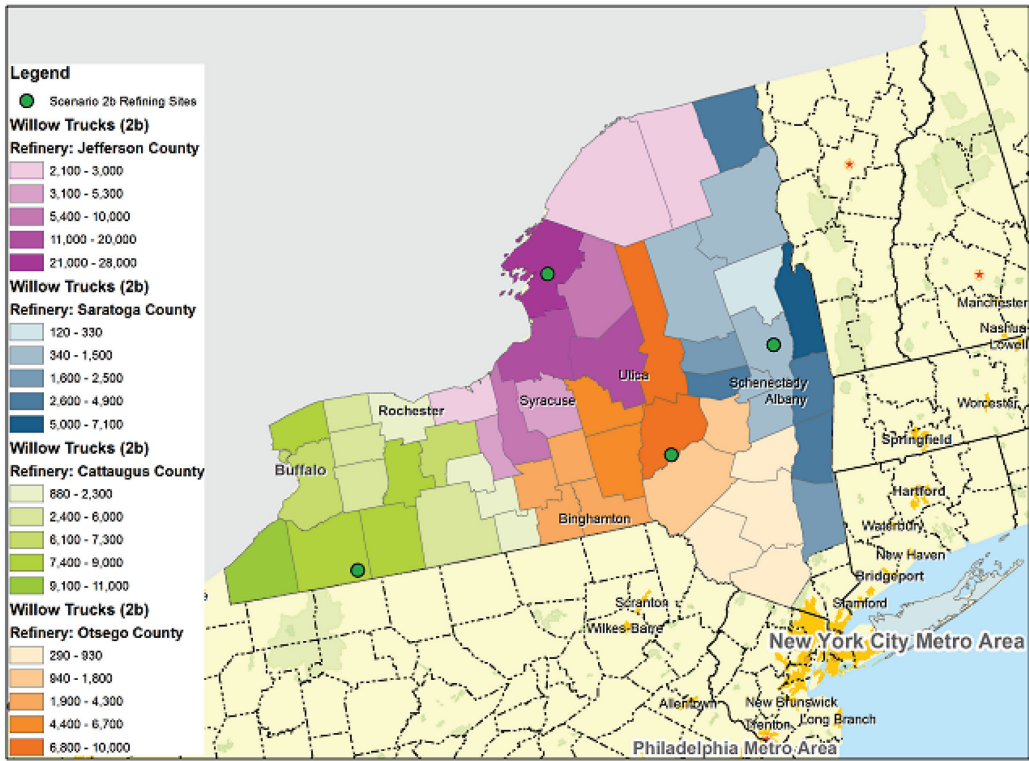 Legend
Scenario 2b Refining Sites
Willow Trucks (2b)
Refinery: Jefferson County
2,100 - 3,000
3,100 - 5,300
5,400 - 10,000
11,000 - 20,000
21,000 - 28,000
Willow Trucks (2b)
Refinery: Saratoga County
120 - 330
340 - 1,500
1,600 - 2,500
2,600 - 4,900
5,000 - 7,100
Willow Trucks (2b)
Refinery: Cattaugus County
680 - 2,300
2,400 - 6,000
6,100 - 7,300
7,400 - 9,000
9,100 - 11,000
Willow Trucks (2b)
Refinery: Otsego County
290 - 930
940 - 1,800
1,900 - 4,300
4,400 - 6,700
6,800 - 10,000
Manchester
Nashua
Lowell
Utica
Schenectady
Albany
Syracuse
Rochester
Worcester
Springfield
Buffalo
Hartford
Binghamton
Waterbury
New Haven
Bridgeport
Stamford
Scranton
Wilkes-Barre
New York City Metro Area
Allentown
New Brunswick
Trenton
Long Branch
Philadelphia Metro Area